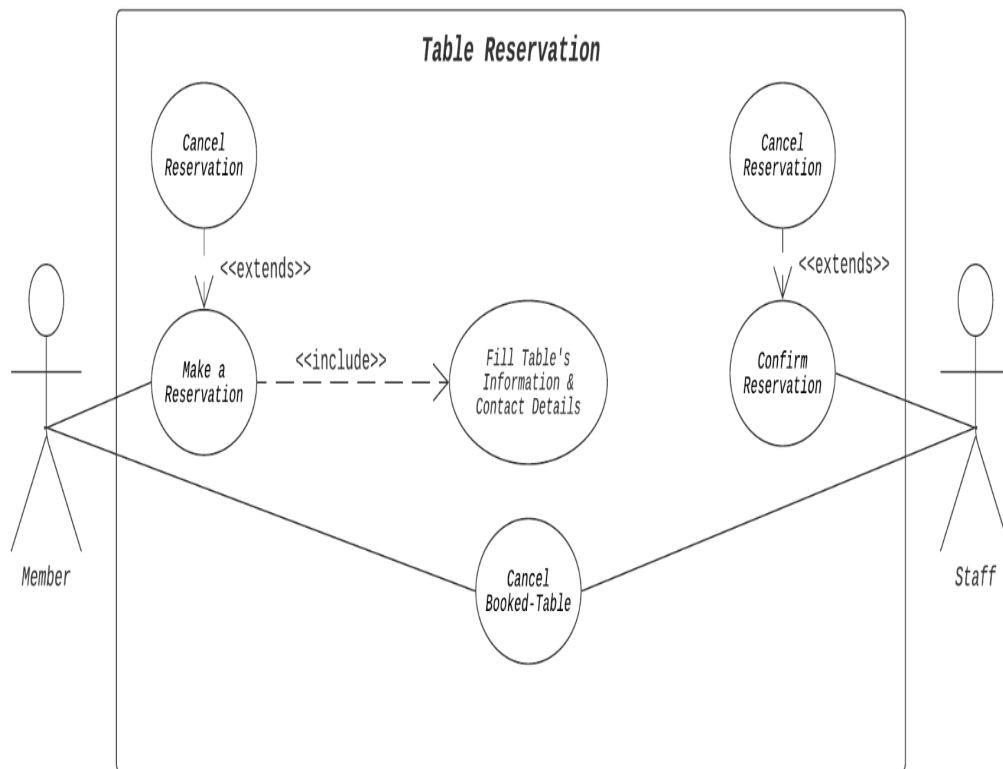 Table Reservation
Cancel
Reservation
Cancel
Reservation
<<extends>>
<<extends>>
Make a
Reservation
<<include>>
Fill Table's
Information &
Contact Details
Confirm
Reservation
Member
Cancel
Booked-Table
Staff